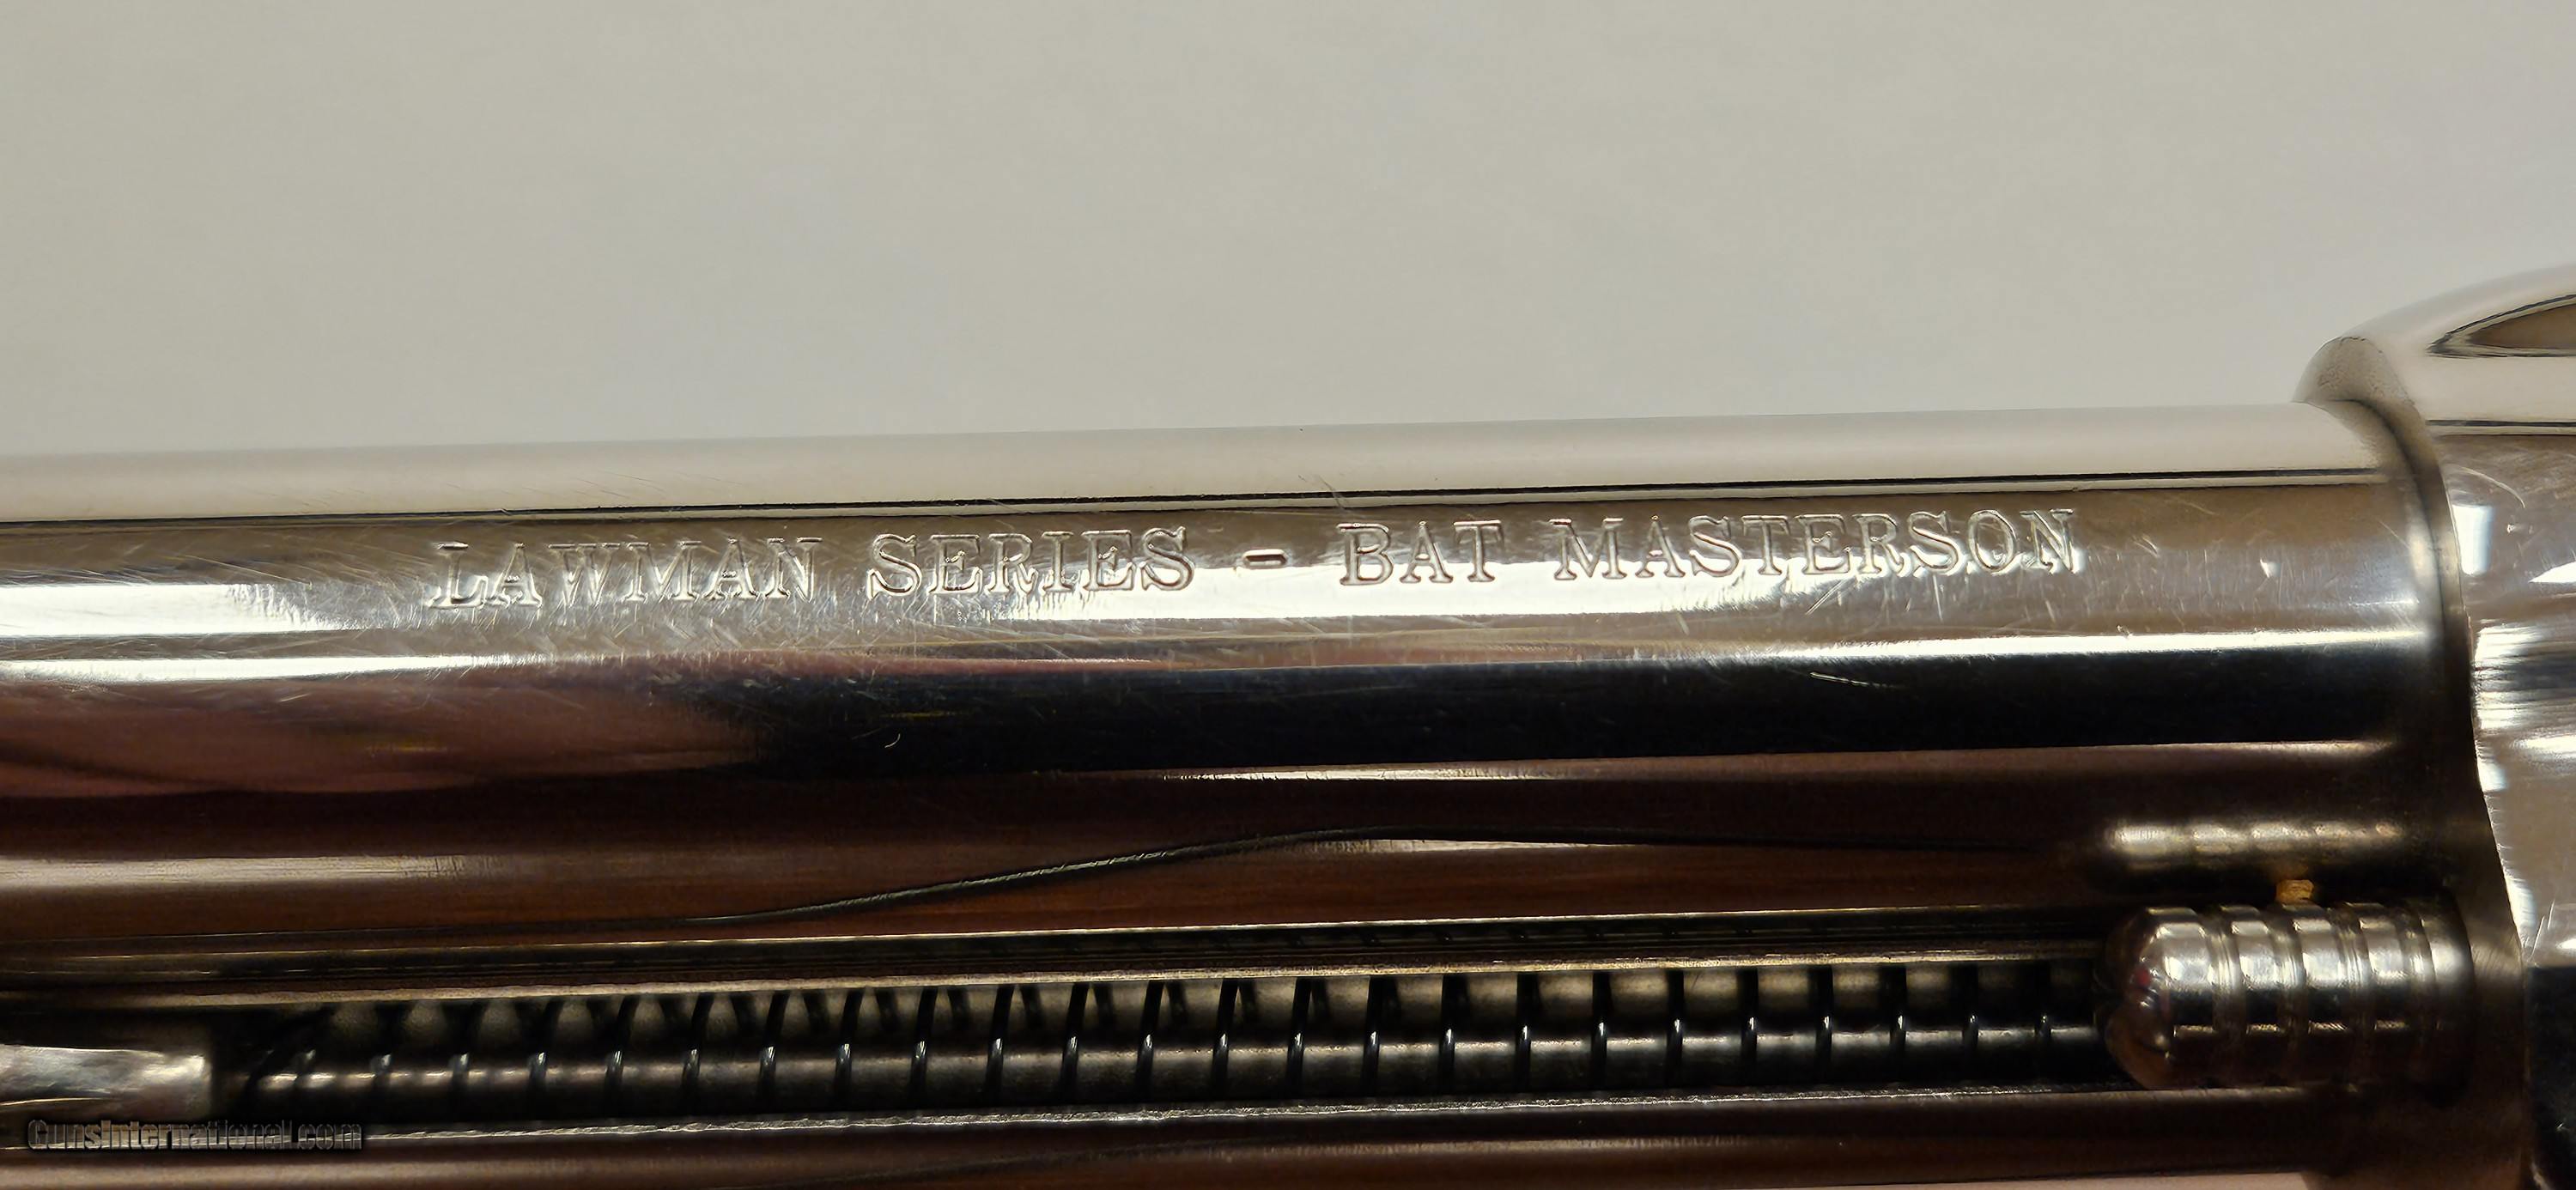 LAWMAN SERIES - BAT MASTERSON
GunsInternational.com